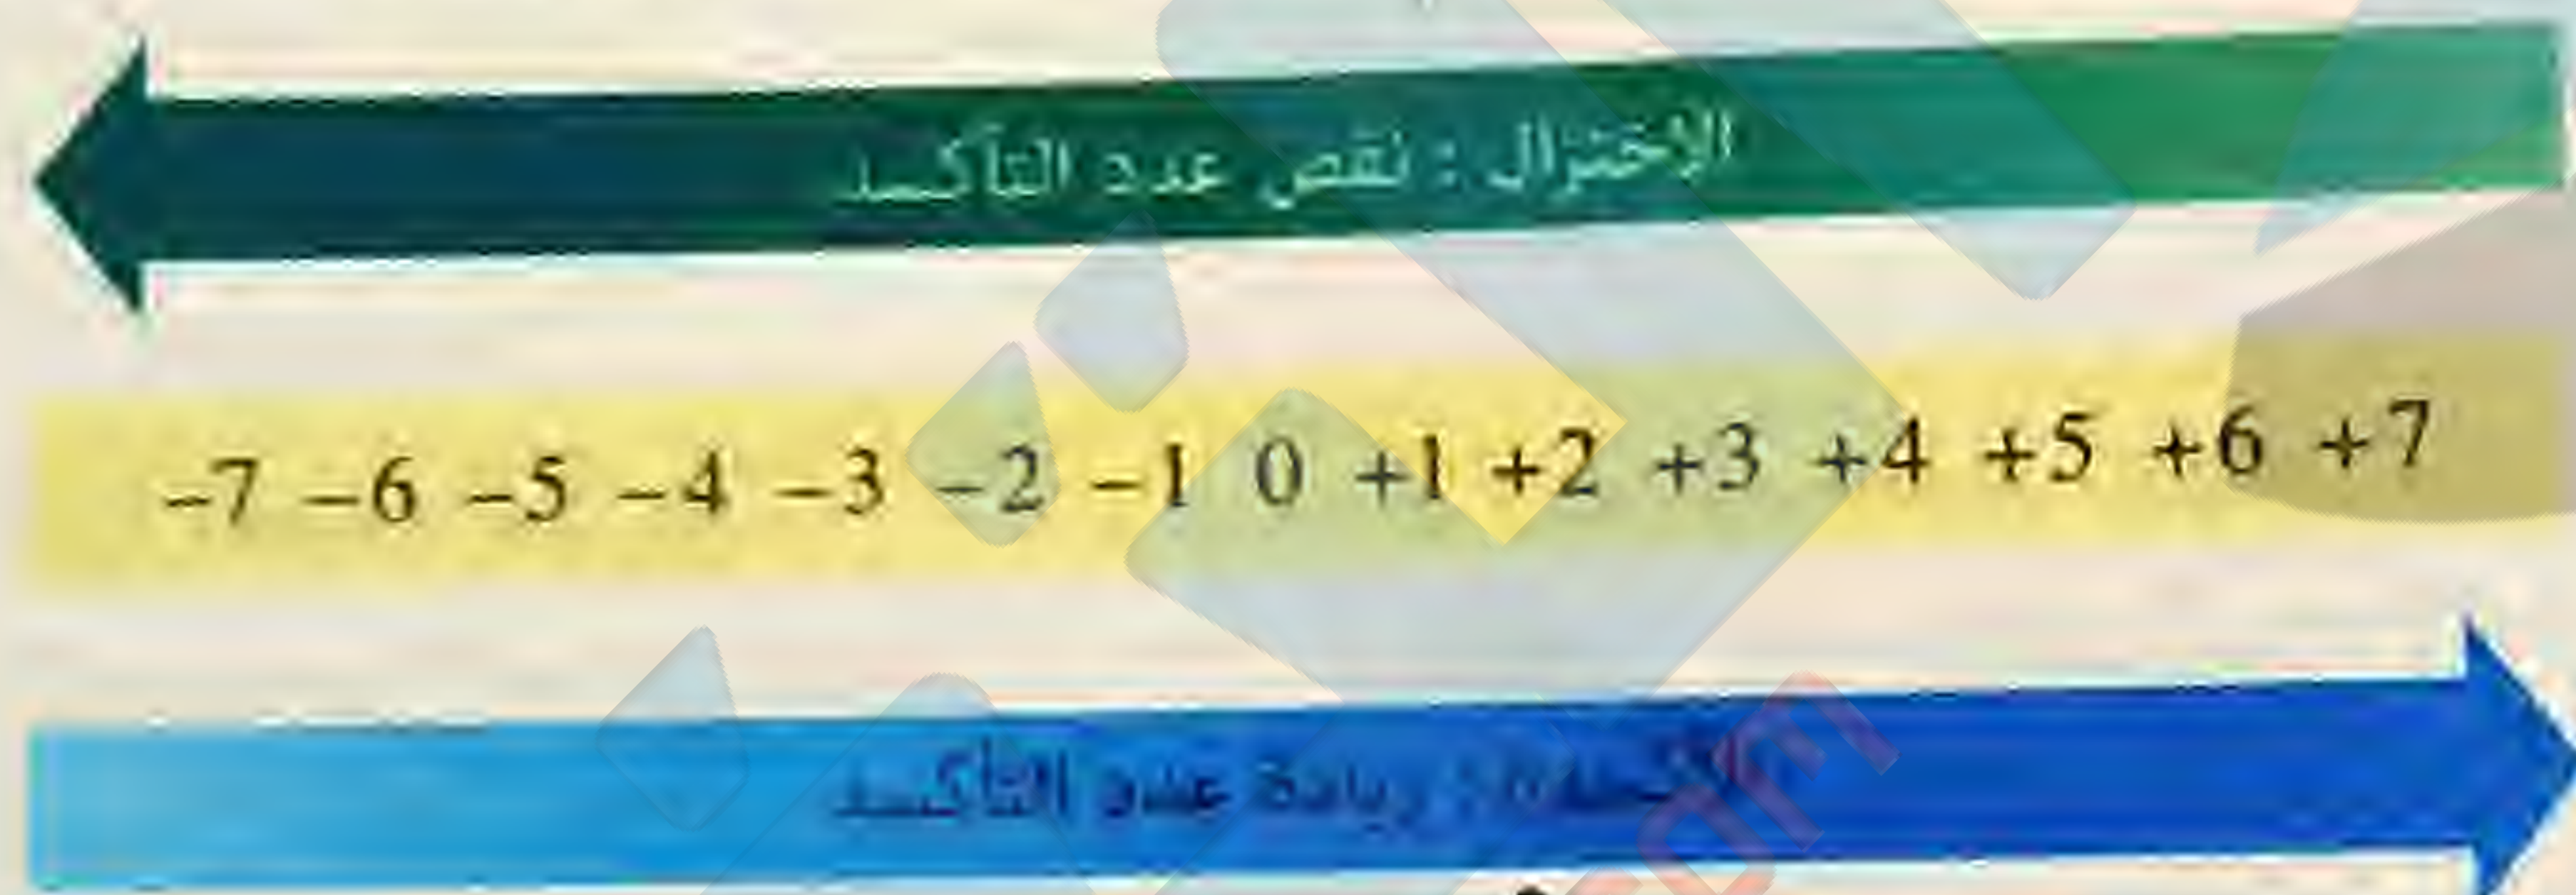 الاختزال : نقص عدد التأكسد
−7 −6 −5 −4 −3 −2 −1 0 +1 +2 +3 +4 +5 +6 +7
الأكسدة : زيادة عدد التأكسد